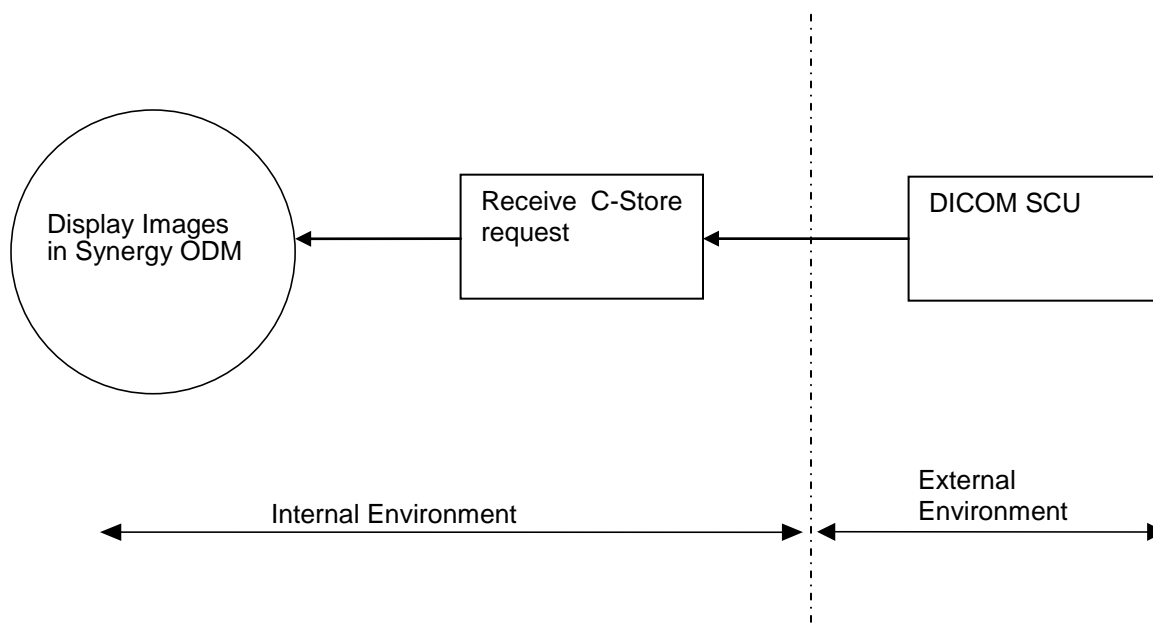 Display Images
in Synergy ODM
Receive C-Store
request
DICOM SCU
Internal Environment
External
Environment